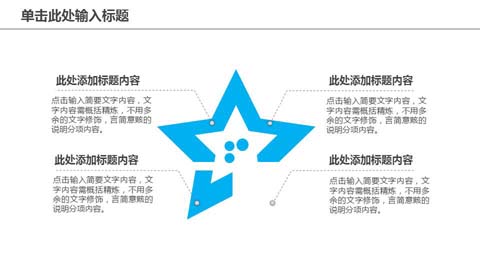 单击此处输入标题
此处添加标题内容
点击输入简要文字内容，文
字内容需概括精炼，不用多
余的文字修饰，言简意赅的
说明分项内容。
此处添加标题内容
点击输入简要文字内容，文
字内容需概括精炼，不用多
余的文字修饰，言简意赅的
说明分项内容。
此处添加标题内容
点击输入简要文字内容，文
字内容需概括精炼，不用多
余的文字修饰，言简意赅的
说明分项内容。
此处添加标题内容
点击输入简要文字内容，文
字内容需概括精炼，不用多
余的文字修饰，言简意赅的
说明分项内容。